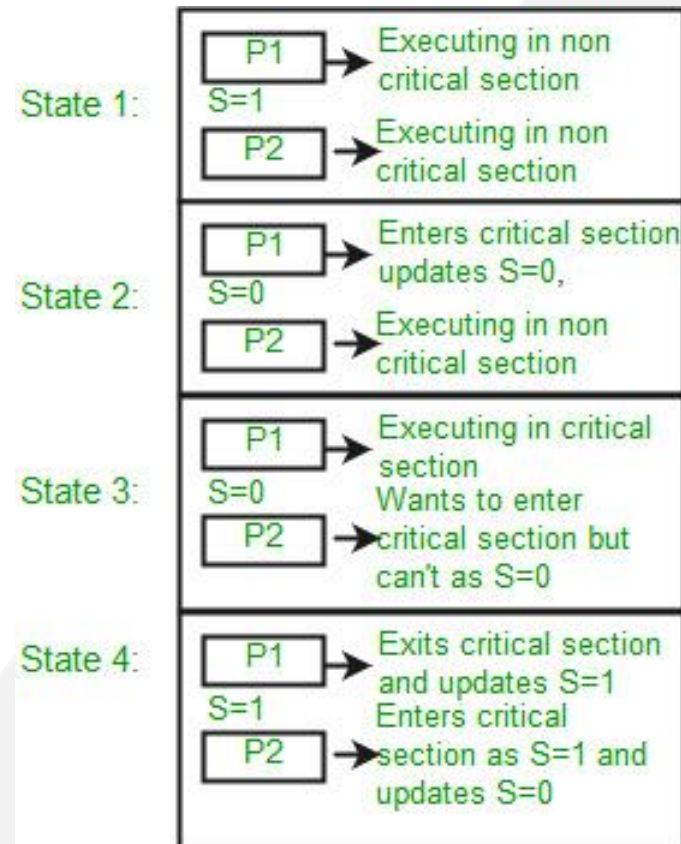 State 1:
P1
Executing in non
critical section
S=1
P2
Executing in non
critical section
State 2:
P1
Enters critical section
updates S=0,
S=0
P2
Executing in non
critical section
State 3:
P1
Executing in critical
section
S=0
P2
Wants to enter
critical section but
can't as S=0
State 4:
P1
Exits critical section
and updates S=1
S=1
P2
Enters critical
section as S=1 and
updates S=0